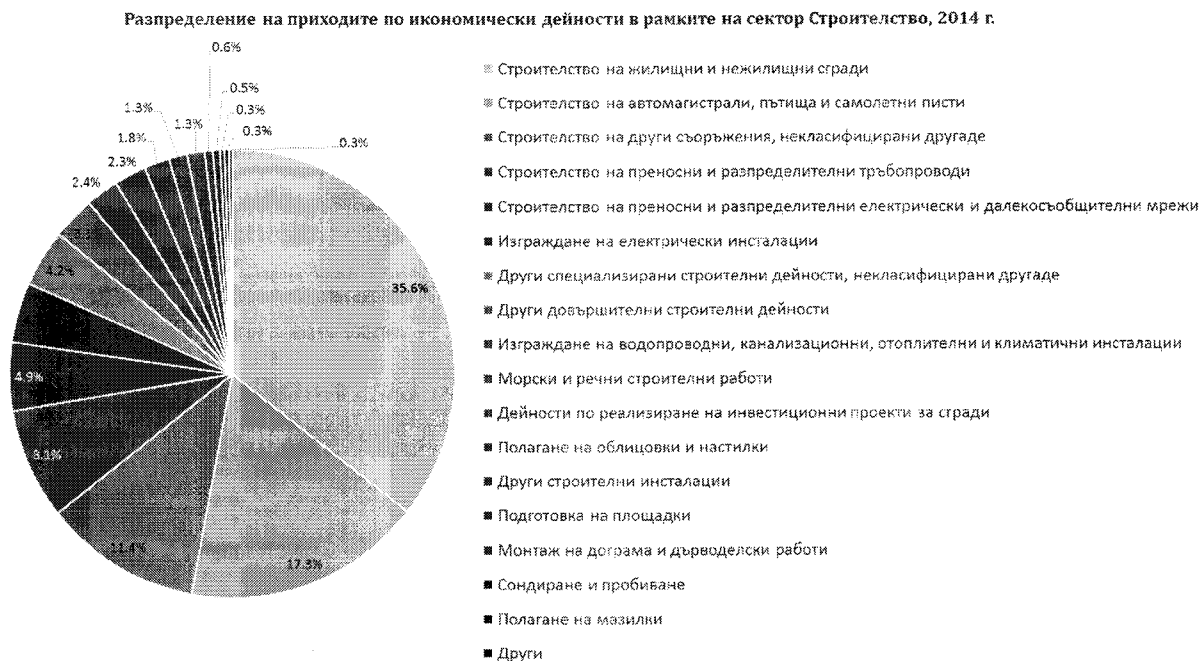 Разпределение на приходите по икономически дейности в рамките на сектор Строителство, 2014 г.
0.6%
0.5%
1.3%
0.3%
1.3%
0.3%
1.8%
0.3%
2.3%
2.4%
4.2%
35.6%
4.9%
11.4%
17.3%
Строителство на жилищни и нежилищни сгради
Строителство на автомагистрали, пътища и самолетни писти
Строителство на други съоръжения, некласифицирани другаде
Строителство на преносни и разпределителни тръбопроводи
Строителство на преносни и разпределителни електрически и далекосъобщителни мрежи
Изграждане на електрически инсталации
Други специализирани строителни дейности, некласифицирани другаде
Други довършителни строителни дейности
Изграждане на водопроводни, канализационни, отоплителни и климатични инсталации
Морски и речни строителни работи
Дейности по реализиране на инвестиционни проекти за сгради
Полагане на облицовки и настилки
Други строителни инсталации
Подготовка на площадки
Монтаж на дограма и дърводелски работи
Сондиране и пробиване
Полагане на мазилки
Други